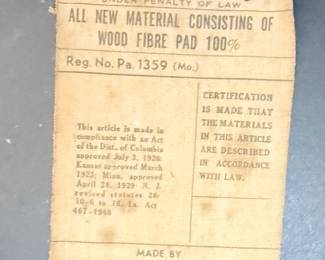 UNDER PENALTY OF LAW
ALL NEW MATERIAL CONSISTING OF
WOOD FIBRE PAD 100%
Reg. No. Pa. 1359 (Mo.)
This article is made in
compliance with an Act
of the Dist. of Columbia
approved July 3, 1926;
Kansas approved March
1923; Minn. approved
April 24, 1929. N. J.
revised statutes 26:
10-6 to 18. La. Act
467-1948
CERTIFICATION
IS MADE THAT
THE MATERIALS
IN THIS ARTICLE
ARE DESCRIBED
IN ACCORDANCE
WITH LAW.
MADE BY